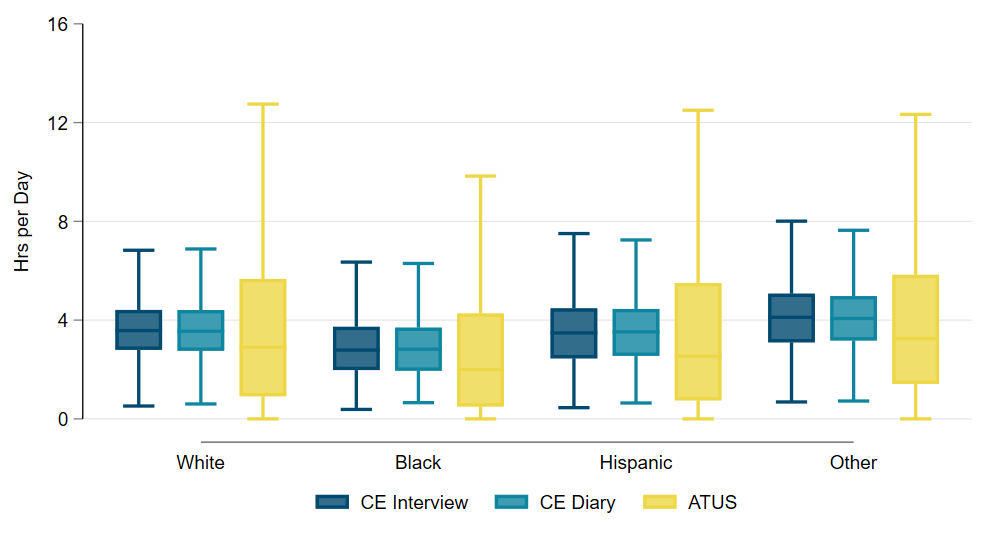 16
12
8
4
0
Hrs per Day
White Black Hispanic Other
CE Interview CE Diary ATUS